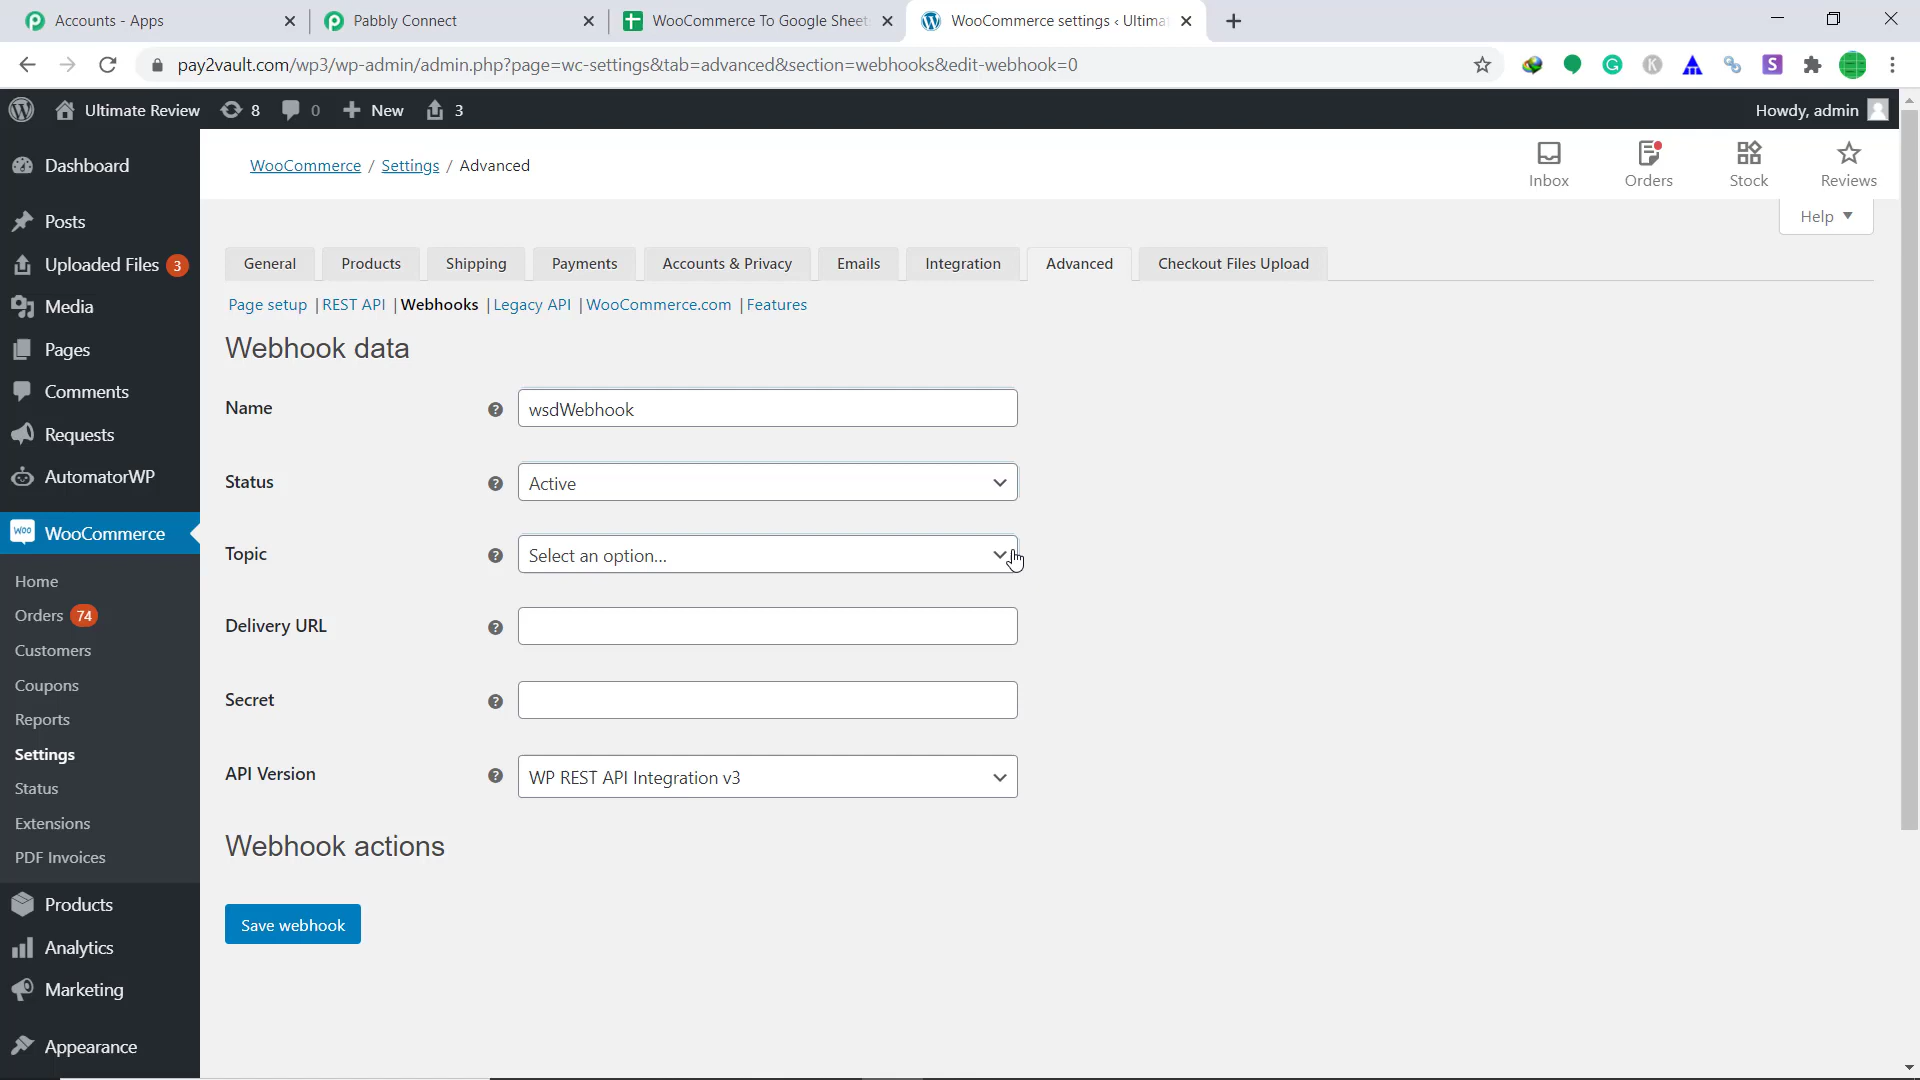 Accounts - Apps
Pabbly Connect
WooCommerce To Google Sheet
WooCommerce settings ‹ Ultima
pay2vault.com/wp3/wp-admin/admin.php?page=wc-settings&tab=advanced&section=webhooks&edit-webhook=0
Ultimate Review 8 0 New 3
Howdy, admin
Dashboard
Posts
Uploaded Files 3
Media
Pages
Comments
Requests
AutomatorWP
WooCommerce
Home
Orders 74
Customers
Coupons
Reports
Settings
Status
Extensions
PDF Invoices
Products
Analytics
Marketing
Appearance
WooCommerce / Settings / Advanced
Inbox
Orders
Stock
Reviews
Help
General
Products
Shipping
Payments
Accounts & Privacy
Emails
Integration
Advanced
Checkout Files Upload
Page setup | REST API | Webhooks | Legacy API | WooCommerce.com | Features
Webhook data
Name ? wsdWebhook
Status ? Active
Topic ? Select an option...
Delivery URL ?
Secret ?
API Version ? WP REST API Integration v3
Webhook actions
Save webhook